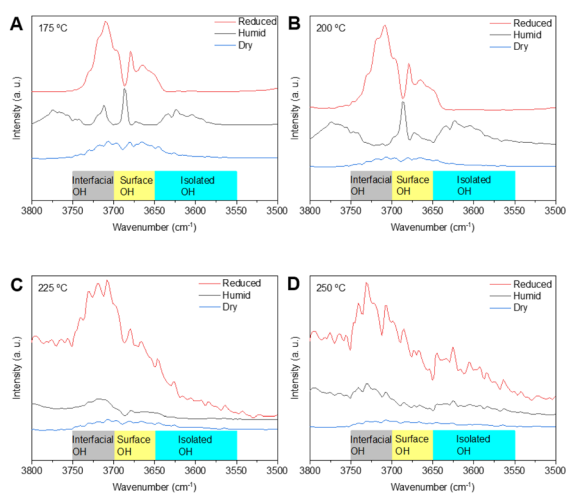 A
175 ºC
Reduced
Humid
Dry
Intensity (a. u.)
Interfacial
OH
Surface
OH
Isolated
OH
3800 3750 3700 3650 3600 3550 3500
Wavenumber (cm⁻¹)
B
200 ºC
Reduced
Humid
Dry
Intensity (a. u.)
Interfacial
OH
Surface
OH
Isolated
OH
3800 3750 3700 3650 3600 3550 3500
Wavenumber (cm⁻¹)
C
225 ºC
Reduced
Humid
Dry
Intensity (a. u.)
Interfacial
OH
Surface
OH
Isolated
OH
3800 3750 3700 3650 3600 3550 3500
Wavenumber (cm⁻¹)
D
250 ºC
Reduced
Humid
Dry
Intensity (a. u.)
Interfacial
OH
Surface
OH
Isolated
OH
3800 3750 3700 3650 3600 3550 3500
Wavenumber (cm⁻¹)